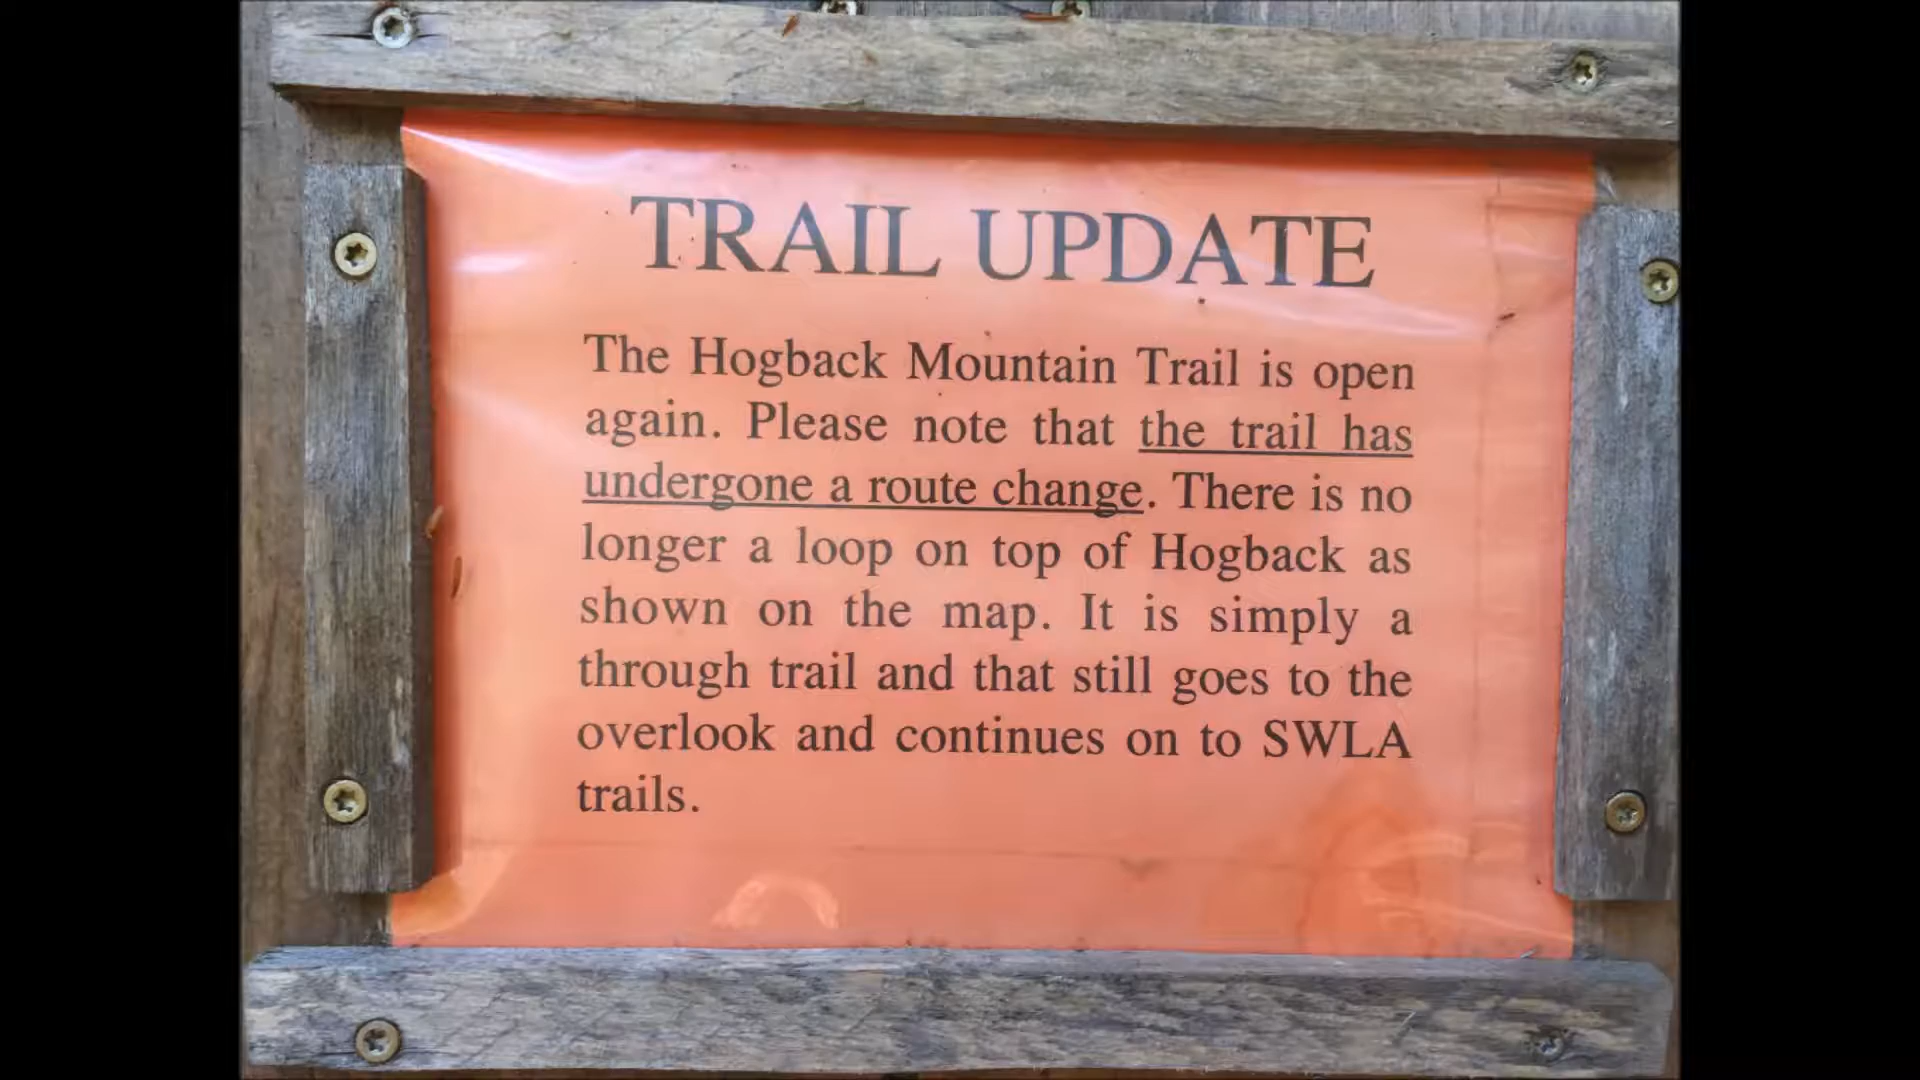 TRAIL UPDATE
The Hogback Mountain Trail is open
again. Please note that the trail has
undergone a route change. There is no
longer a loop on top of Hogback as
shown on the map. It is simply a
through trail and that still goes to the
overlook and continues on to SWLA
trails.